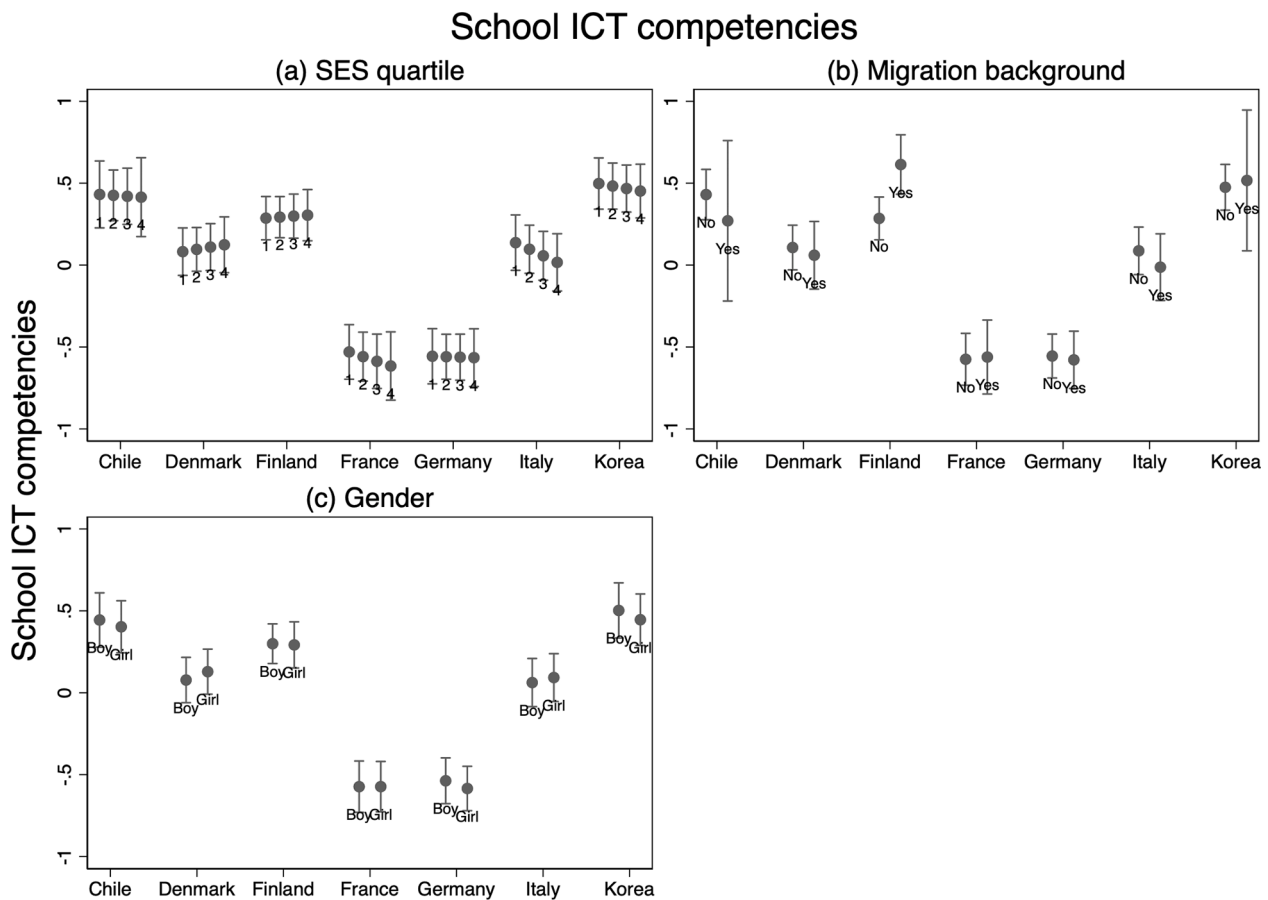 School ICT competencies
(a) SES quartile
1
.5
0
-.5
-1
1 2 3 4
1 2 3 4
1 2 3 4
1 2 3 4
1 2 3 4
1 2 3 4
1 2 3 4
Chile Denmark Finland France Germany Italy Korea
(b) Migration background
1
.5
0
-.5
-1
No Yes
No Yes
No Yes
No Yes
No Yes
No Yes
No Yes
Chile Denmark Finland France Germany Italy Korea
School ICT competencies
(c) Gender
1
.5
0
-.5
-1
Boy Girl
Boy Girl
Boy Girl
Boy Girl
Boy Girl
Boy Girl
Boy Girl
Chile Denmark Finland France Germany Italy Korea